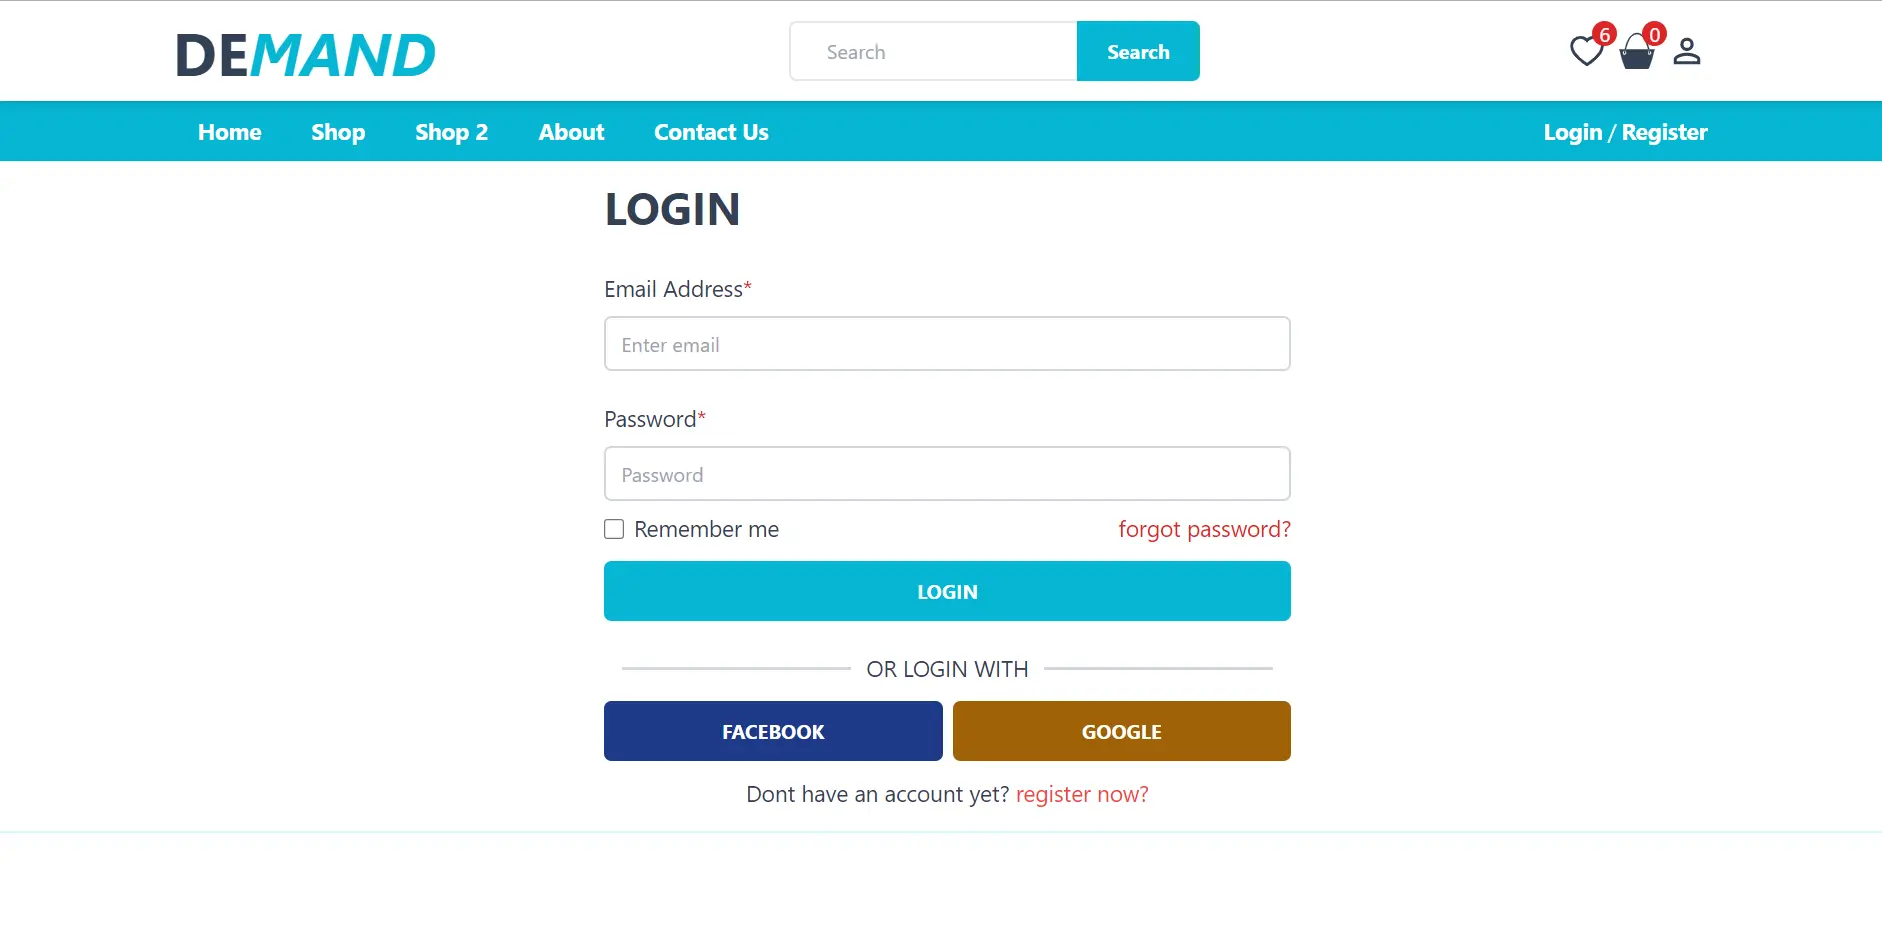 DEMAND
Search
Search
6
0
Home
Shop
Shop 2
About
Contact Us
Login / Register
LOGIN
Email Address*
Enter email
Password*
Password
Remember me
forgot password?
LOGIN
OR LOGIN WITH
FACEBOOK
GOOGLE
Dont have an account yet? register now?